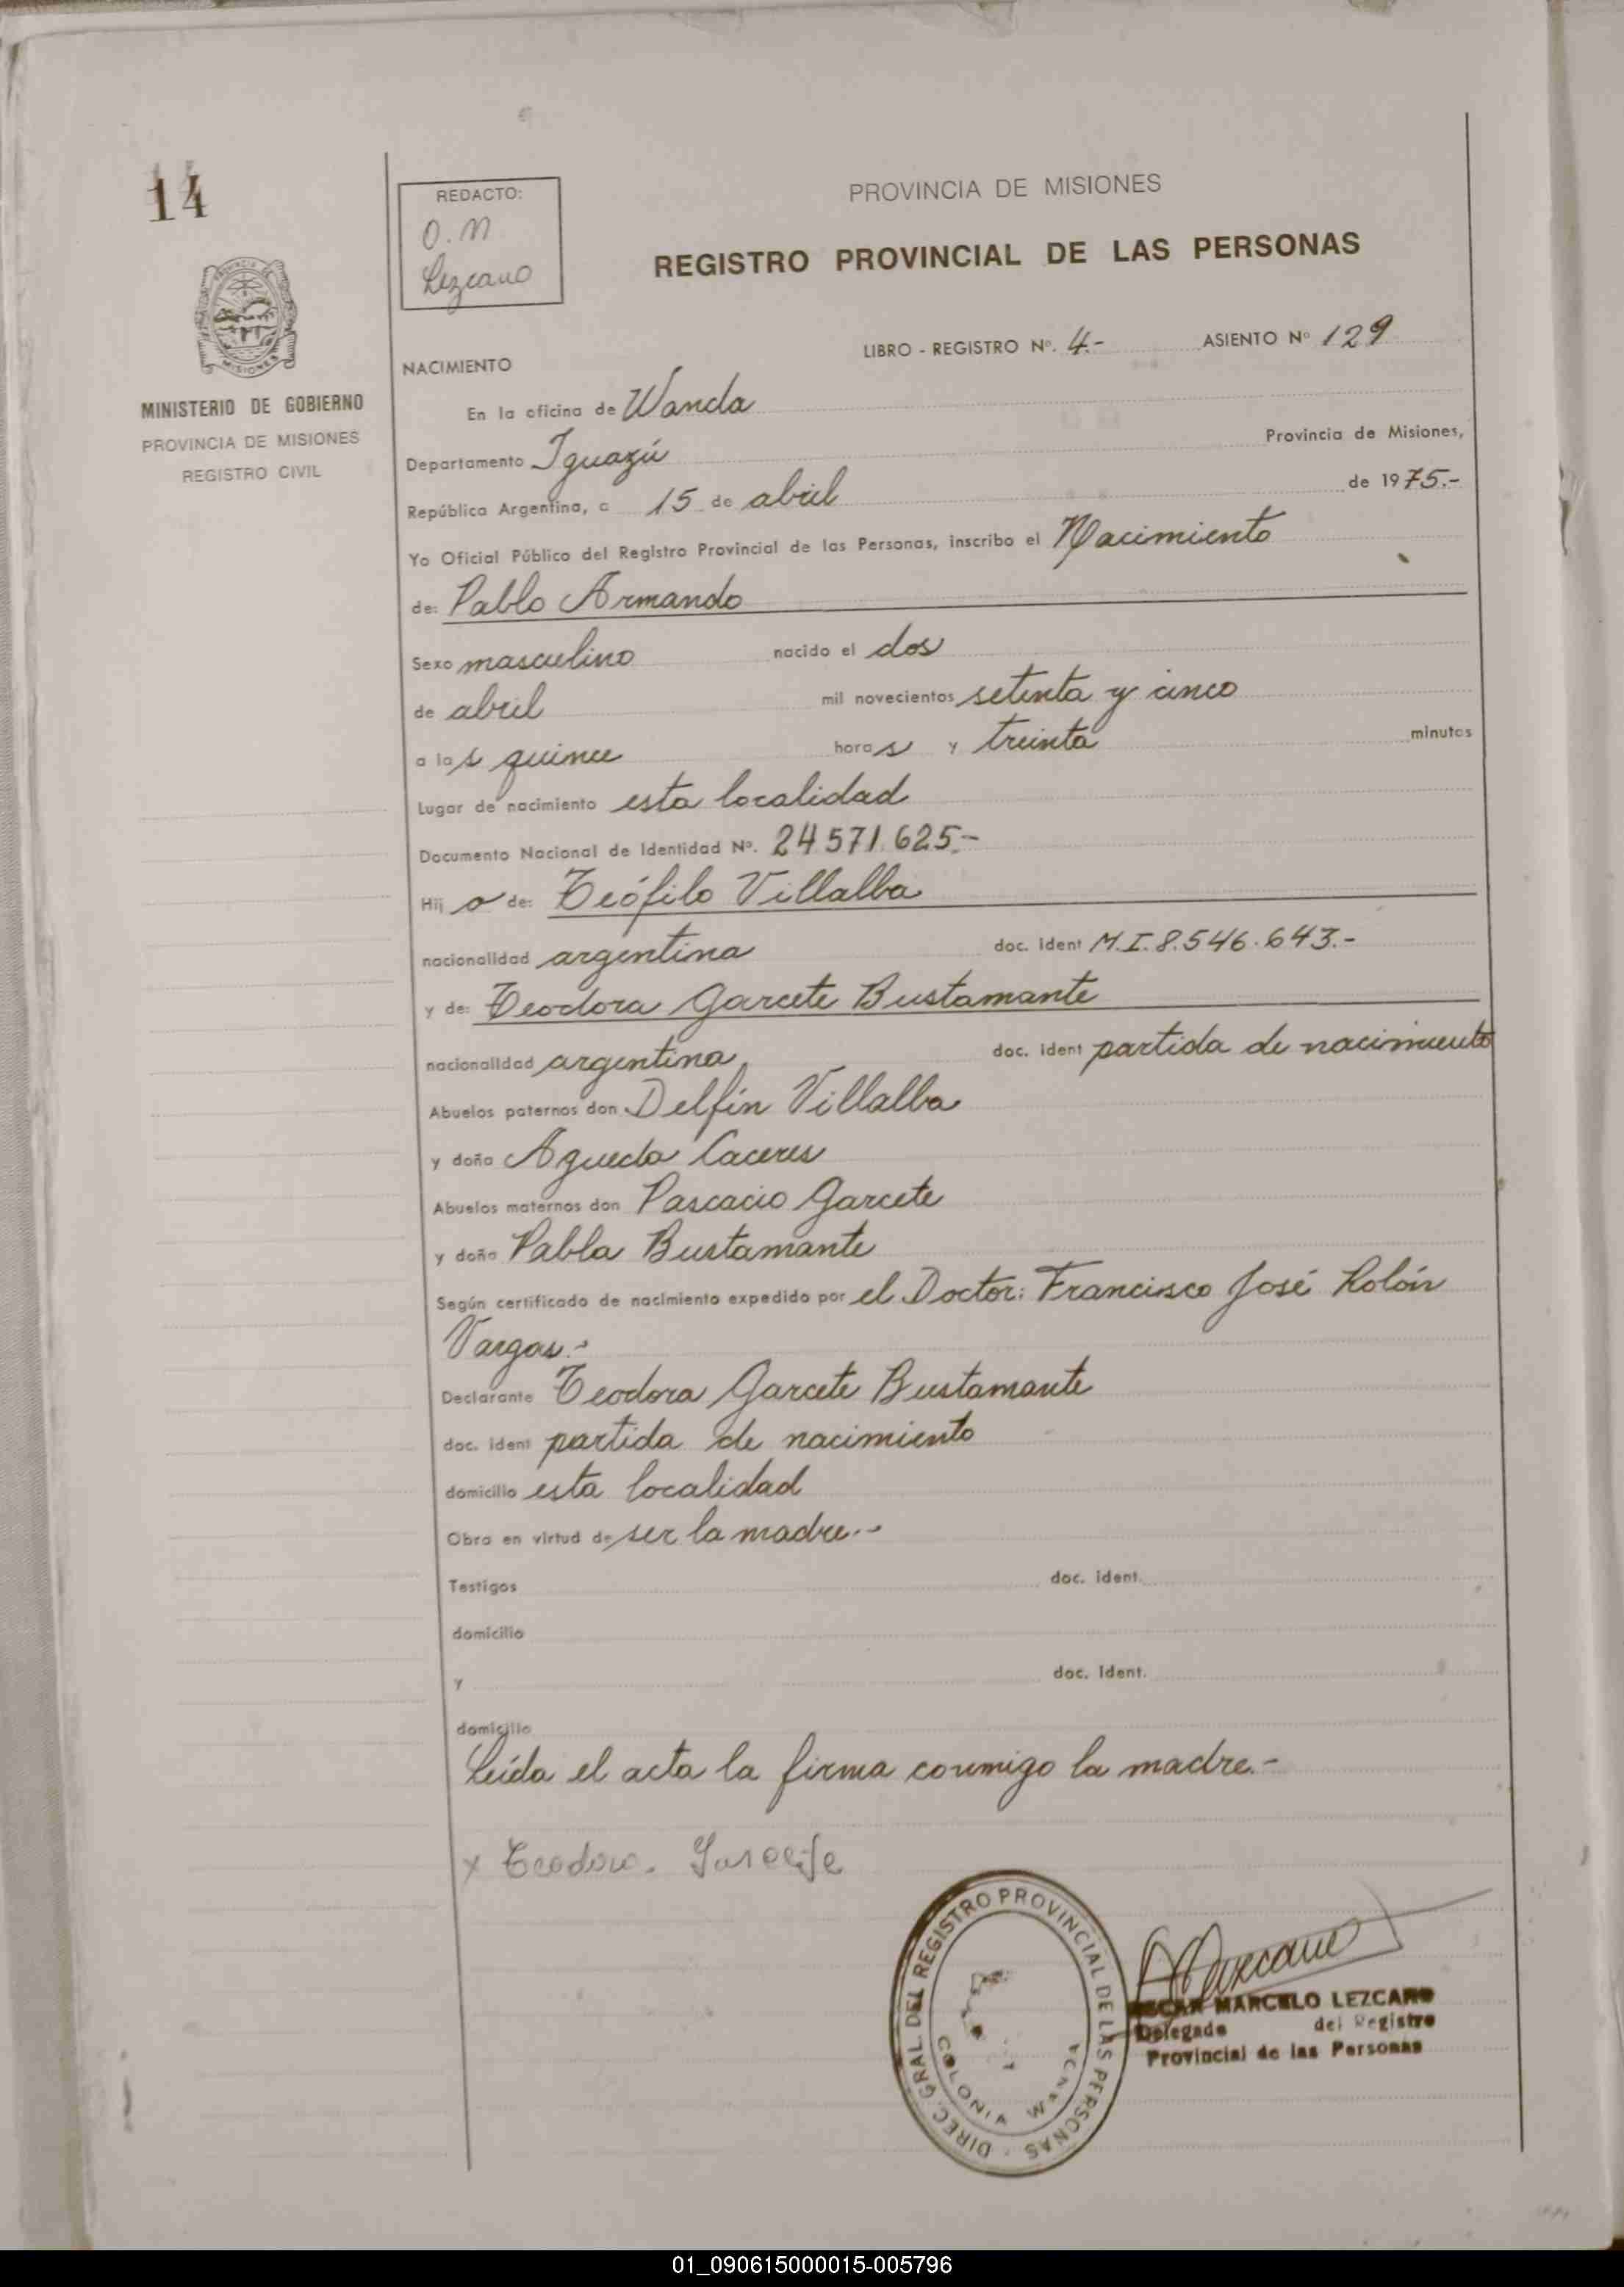 14
MINISTERIO DE GOBIERNO
PROVINCIA DE MISIONES
REGISTRO CIVIL
REDACTO:
O. M
Lezcano
PROVINCIA DE MISIONES
REGISTRO PROVINCIAL DE LAS PERSONAS
LIBRO - REGISTRO Nº. 4.- ASIENTO Nº 129
NACIMIENTO
En la oficina de Wanda
Departamento Iguazú Provincia de Misiones,
República Argentina, a 15 de abril de 1975.-
Yo Oficial Público del Registro Provincial de las Personas, inscribo el Nacimiento
de: Pablo Armando
Sexo masculino nacido el dos
de abril mil novecientos setenta y cinco
a las quince horas y treinta minutos
Lugar de nacimiento esta localidad
Documento Nacional de Identidad Nº. 24.571.625.-
Hij o de: Teófilo Villalba
nacionalidad argentina doc. ident M.I. 8.546.643.-
y de: Teodora Garcete Bustamante
nacionalidad argentina doc. ident partida de nacimiento
Abuelos paternos don Delfín Villalba
y doña Agueda Caceres
Abuelos maternos don Pascacio Garcete
y doña Pabla Bustamante
Según certificado de nacimiento expedido por el Doctor: Francisco José Rolón
Vargas.-
Declarante Teodora Garcete Bustamante
doc. ident partida de nacimiento
domicilio esta localidad
Obra en virtud de ser la madre.-
Testigos doc. ident.
domicilio
y doc. ident.
domicilio
Leída el acta la firma conmigo la madre.-
x Teodora. Garcete
DIREC. GRAL. DEL REGISTRO PROVINCIAL DE LAS PERSONAS
COLONIA WANDA
OSCAR MARCELO LEZCANO
Delegado del Registro
Provincial de las Personas
01_090615000015-005796